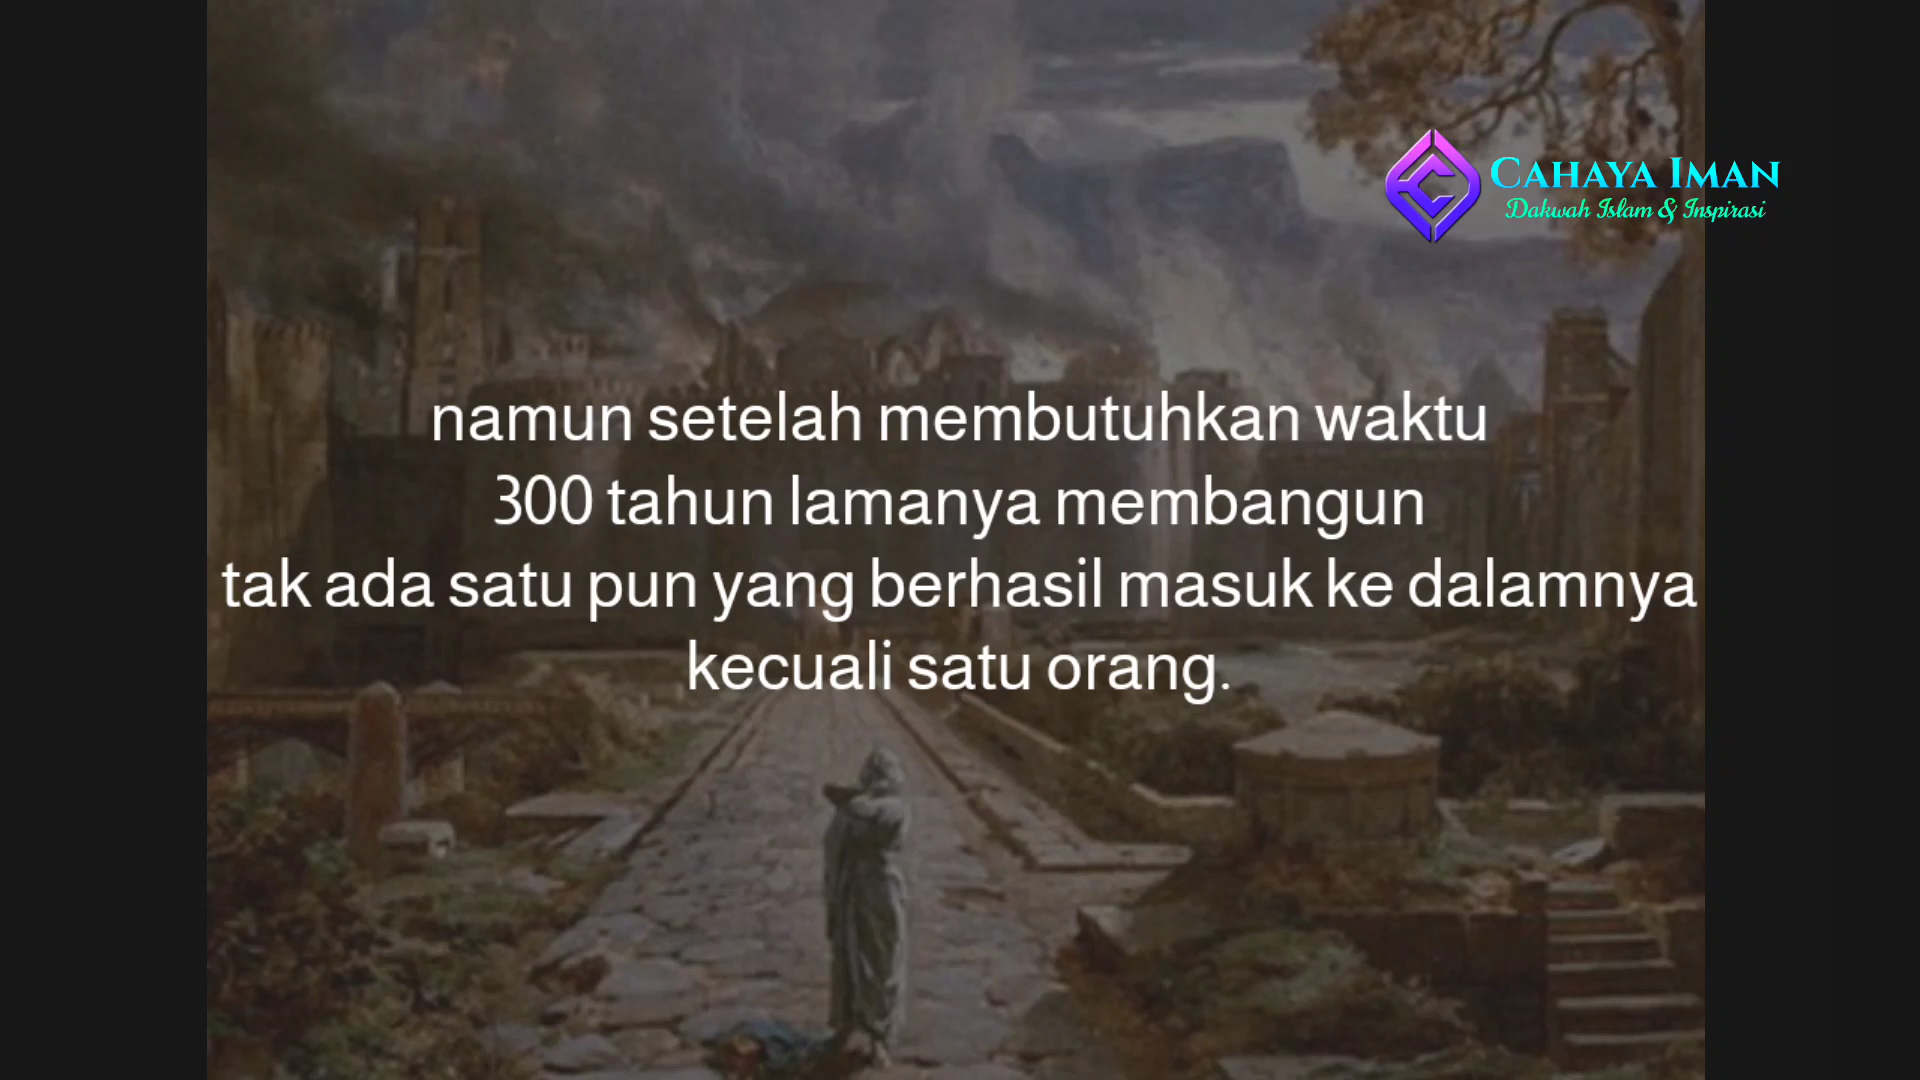 Cahaya Iman
Dakwah Islam & Inspirasi
namun setelah membutuhkan waktu
300 tahun lamanya membangun
tak ada satu pun yang berhasil masuk ke dalamnya
kecuali satu orang.